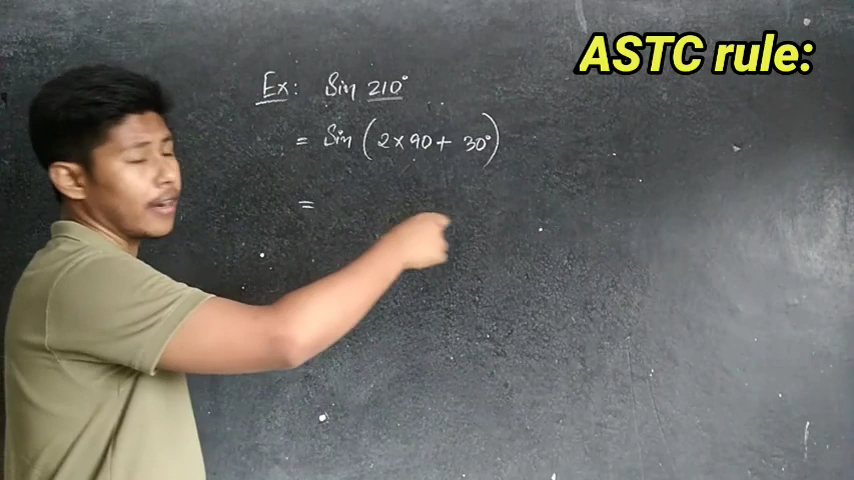 ASTC rule:
Ex: Sin 210°
= Sin (2 × 90 + 30°)
=